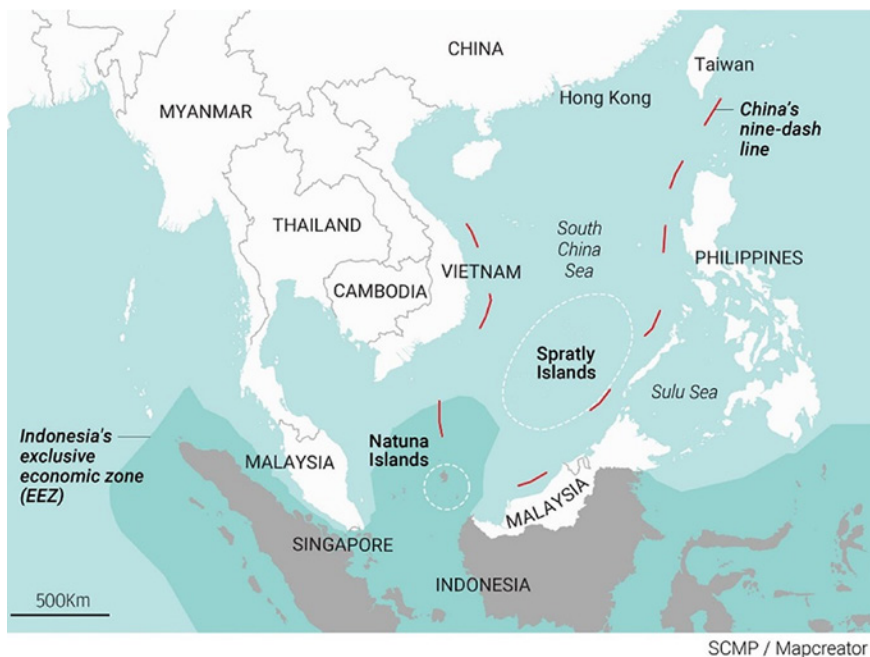 CHINA
Taiwan
Hong Kong
China's
nine-dash
line
MYANMAR
THAILAND
South
China
Sea
VIETNAM
PHILIPPINES
CAMBODIA
Spratly
Islands
Sulu Sea
Indonesia's
exclusive
economic zone
(EEZ)
Natuna
Islands
MALAYSIA
MALAYSIA
SINGAPORE
INDONESIA
500Km
SCMP / Mapcreator